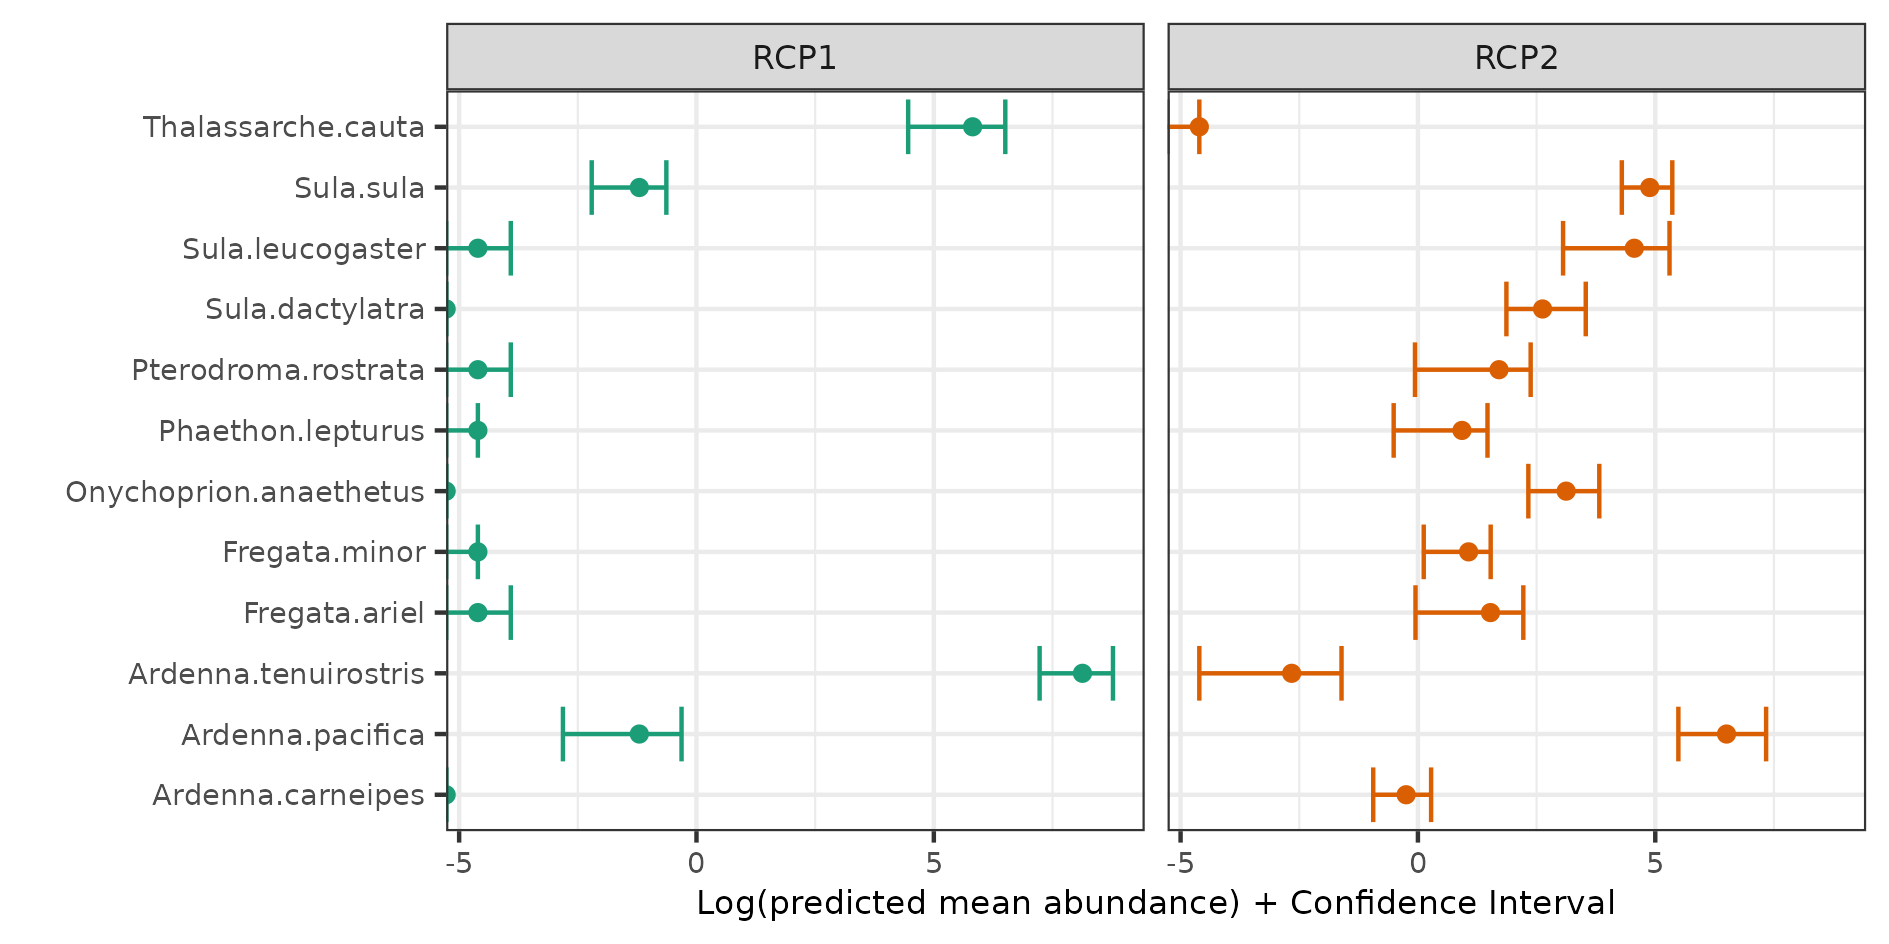 RCP1
RCP2
Thalassarche.cauta
Sula.sula
Sula.leucogaster
Sula.dactylatra
Pterodroma.rostrata
Phaethon.lepturus
Onychoprion.anaethetus
Fregata.minor
Fregata.ariel
Ardenna.tenuirostris
Ardenna.pacifica
Ardenna.carneipes
-5 0 5 -5 0 5
Log(predicted mean abundance) + Confidence Interval